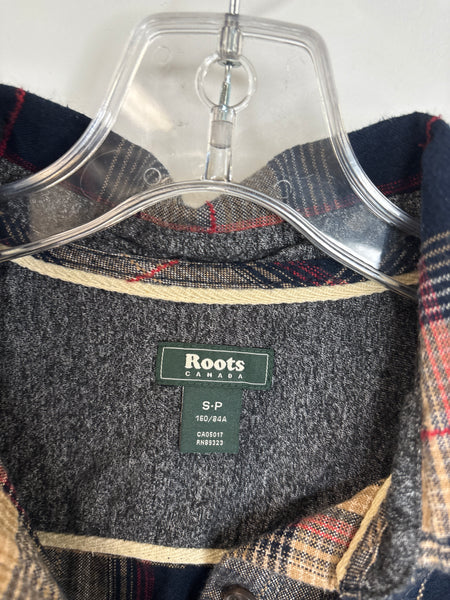 Roots
CANADA
S·P
160/84A
CA05017
RN89323